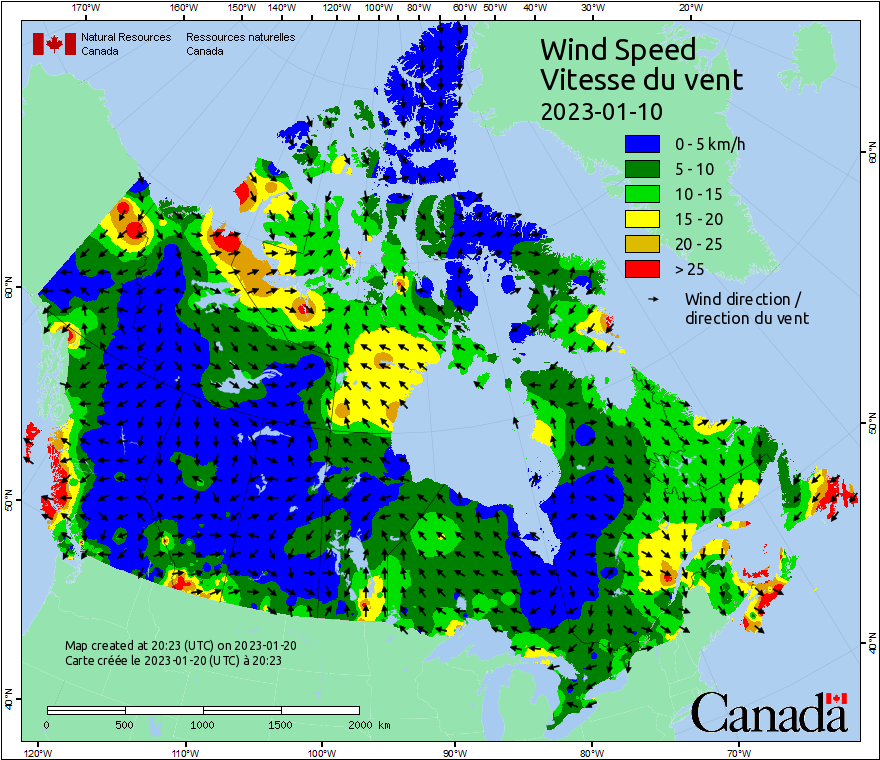 170°W 160°W 150°W 140°W 130°W 120°W 110°W 100°W 80°W 60°W 50°W 40°W 30°W 20°W
Natural Resources Canada
Ressources naturelles Canada
Wind Speed
Vitesse du vent
2023-01-10
0 - 5 km/h
5 - 10
10 - 15
15 - 20
20 - 25
> 25
Wind direction /
direction du vent
60°N
60°N
50°N
50°N
40°N
40°N
Map created at 20:23 (UTC) on 2023-01-20
Carte créée le 2023-01-20 (UTC) à 20:23
0 500 1000 1500 2000 km
Canada
120°W 110°W 100°W 90°W 80°W 70°W